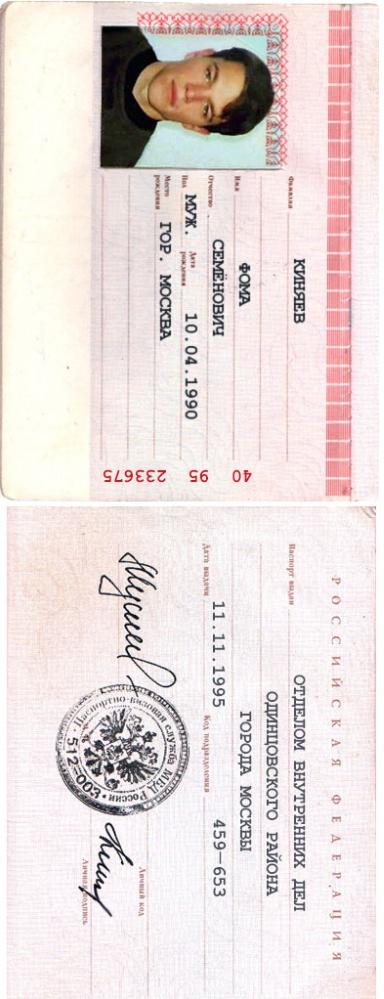 РОССИЙСКАЯ ФЕДЕРАЦИЯ
Паспорт выдан
ОТДЕЛОМ ВНУТРЕННИХ ДЕЛ
ОДИНЦОВСКОГО РАЙОНА
ГОРОДА МОСКВЫ
Дата выдачи 11.11.1995 Код подразделения 459-653
Личный код
Личная подпись
Паспортно-визовая служба МВД России • 512-003 •
Фамилия
КИНЯЕВ
Имя
ФОМА
Отчество
СЕМЁНОВИЧ
Пол МУЖ. Дата рождения 10.04.1990
Место рождения ГОР. МОСКВА
40 95 233675